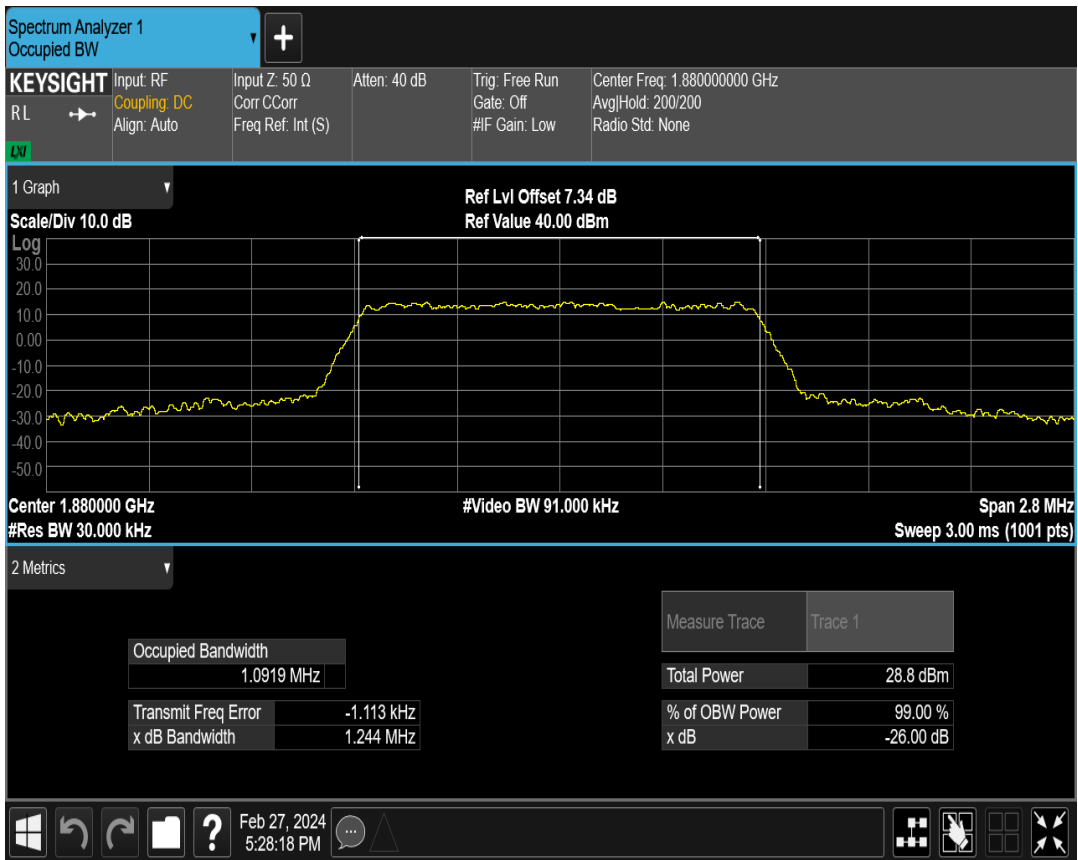 Spectrum Analyzer 1
Occupied BW
KEYSIGHT
RL
LXI
Input: RF
Coupling: DC
Align: Auto
Input Z: 50 Ω
Corr CCorr
Freq Ref: Int (S)
Atten: 40 dB
Trig: Free Run
Gate: Off
#IF Gain: Low
Center Freq: 1.880000000 GHz
Avg|Hold: 200/200
Radio Std: None
1 Graph
Ref Lvl Offset 7.34 dB
Scale/Div 10.0 dB
Ref Value 40.00 dBm
Log
30.0
20.0
10.0
0.00
-10.0
-20.0
-30.0
-40.0
-50.0
Center 1.880000 GHz
#Video BW 91.000 kHz
Span 2.8 MHz
#Res BW 30.000 kHz
Sweep 3.00 ms (1001 pts)
2 Metrics
Measure Trace Trace 1
Occupied Bandwidth
1.0919 MHz
Total Power 28.8 dBm
Transmit Freq Error -1.113 kHz
% of OBW Power 99.00 %
x dB Bandwidth 1.244 MHz
x dB -26.00 dB
?
Feb 27, 2024
5:28:18 PM